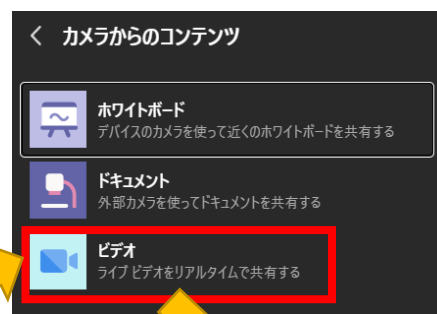 カメラからのコンテンツ
ホワイトボード
デバイスのカメラを使って近くのホワイトボードを共有する
ドキュメント
外部カメラを使ってドキュメントを共有する
ビデオ
ライブ ビデオをリアルタイムで共有する